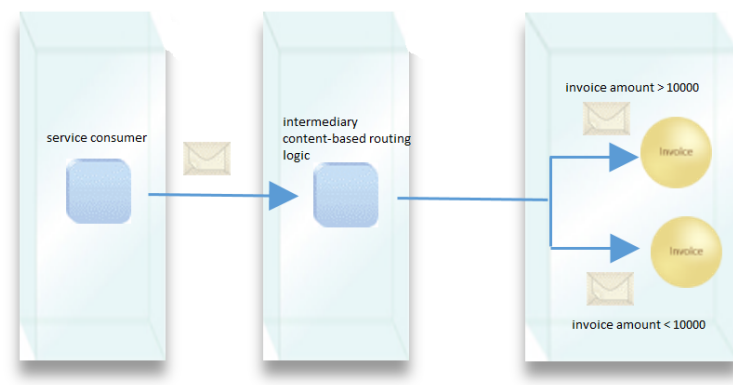 service consumer
intermediary
content-based routing
logic
invoice amount > 10000
Invoice
Invoice
invoice amount < 10000